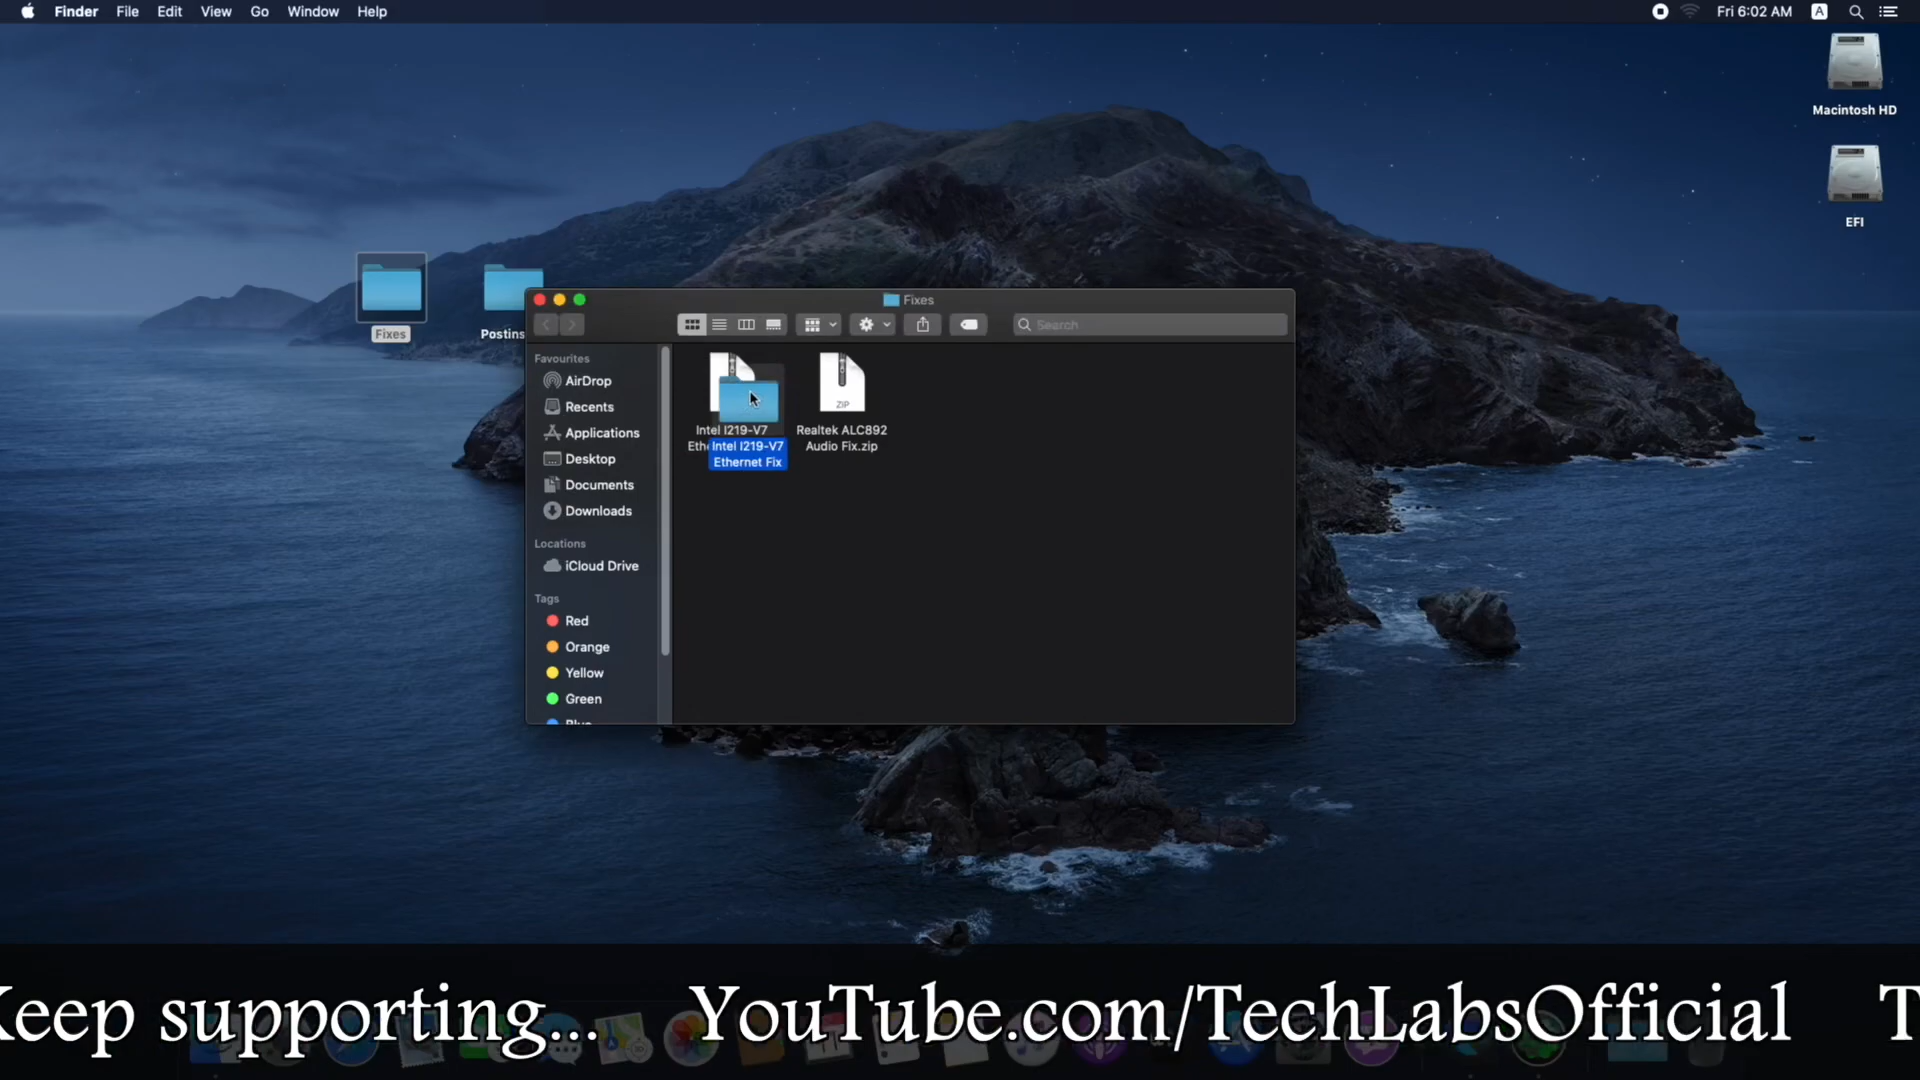 Finder File Edit View Go Window Help
Fri 6:02 AM A
Macintosh HD
EFI
Fixes
Postins
Fixes
Search
Favourites
AirDrop
Recents
Applications
Desktop
Documents
Downloads
Locations
iCloud Drive
Tags
Red
Orange
Yellow
Green
Intel I219-V7
Intel I219-V7
Ethernet Fix
ZIP
Realtek ALC892
Audio Fix.zip
Keep supporting... YouTube.com/TechLabsOfficial T